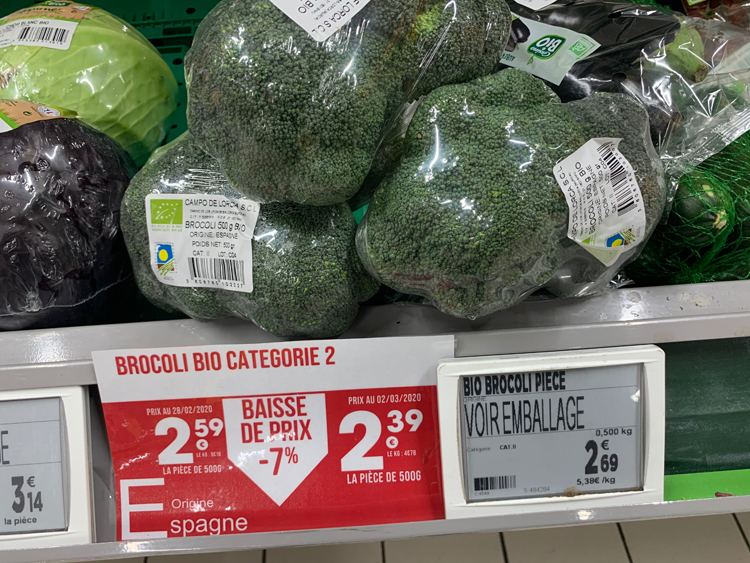 CAMPO DE LORCA S.C.L
BROCOLI 500 g BIO
ORIGINE: ESPAGNE
POIDS NET: 500 gr
CAT: II
BIO
BROCOLI BIO CATEGORIE 2
PRIX AU 28/02/2020
2€59
LA PIÈCE DE 500G
BAISSE
DE PRIX
-7%
PRIX AU 02/03/2020
2€39
LE KG : 4€78
LA PIÈCE DE 500G
Origine
Espagne
€
3 14
la pièce
BIO BROCOLI PIECE
VOIR EMBALLAGE
0,500 kg
Categorie
2€69
5,38€ /kg